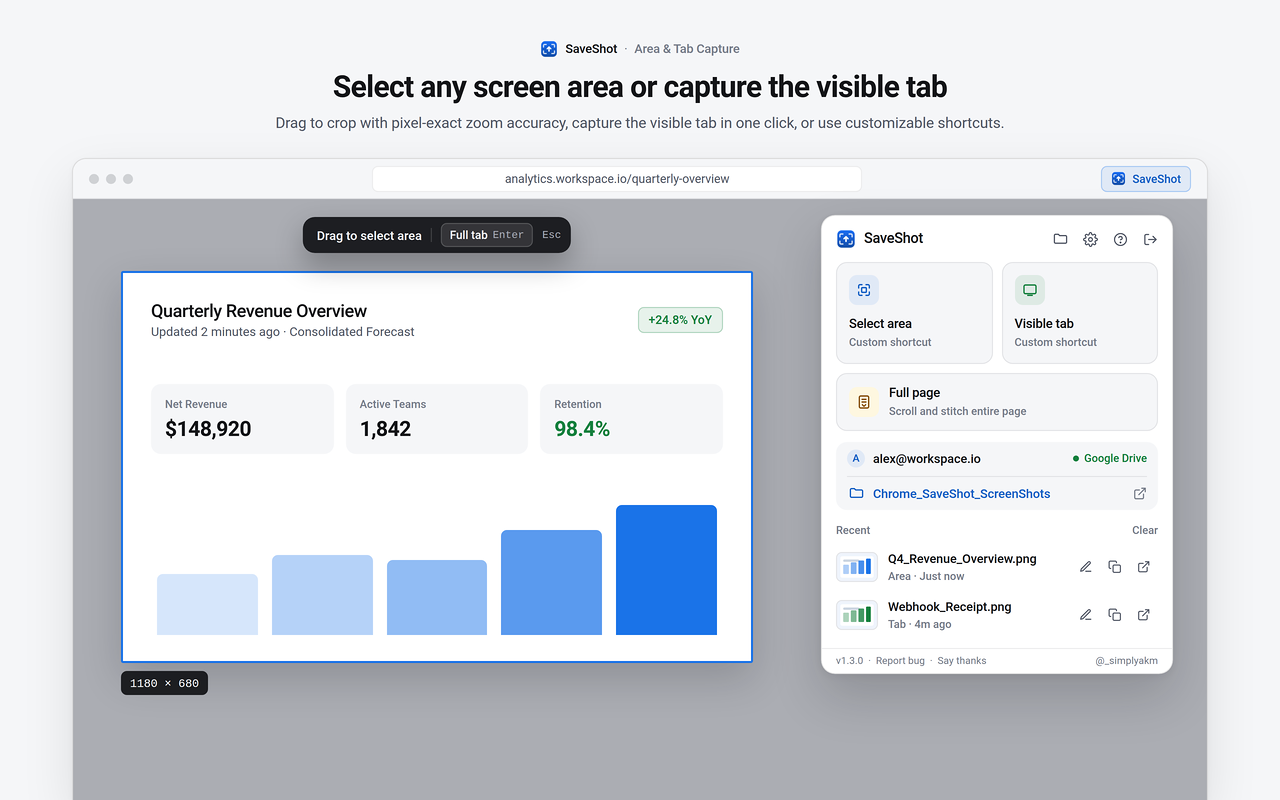 SaveShot · Area & Tab Capture
Select any screen area or capture the visible tab
Drag to crop with pixel-exact zoom accuracy, capture the visible tab in one click, or use customizable shortcuts.
analytics.workspace.io/quarterly-overview
SaveShot
Drag to select area
Full tab Enter
Esc
Quarterly Revenue Overview
Updated 2 minutes ago · Consolidated Forecast
+24.8% YoY
Net Revenue
$148,920
Active Teams
1,842
Retention
98.4%
1180 × 680
SaveShot
Select area
Custom shortcut
Visible tab
Custom shortcut
Full page
Scroll and stitch entire page
A
alex@workspace.io
Google Drive
Chrome_SaveShot_ScreenShots
Recent
Clear
Q4_Revenue_Overview.png
Area · Just now
Webhook_Receipt.png
Tab · 4m ago
v1.3.0 · Report bug · Say thanks
@_simplyakm